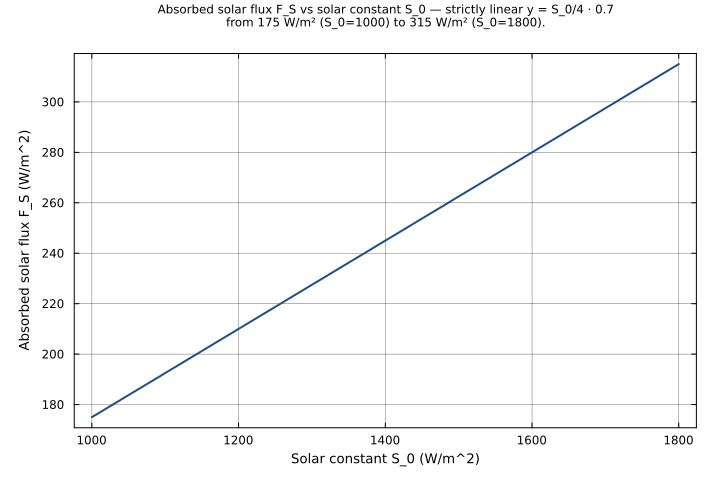 Absorbed solar flux F_S vs solar constant S_0 — strictly linear y = S_0/4 · 0.7
from 175 W/m² (S_0=1000) to 315 W/m² (S_0=1800).
Absorbed solar flux F_S (W/m^2)
300
280
260
240
220
200
180
1000 1200 1400 1600 1800
Solar constant S_0 (W/m^2)